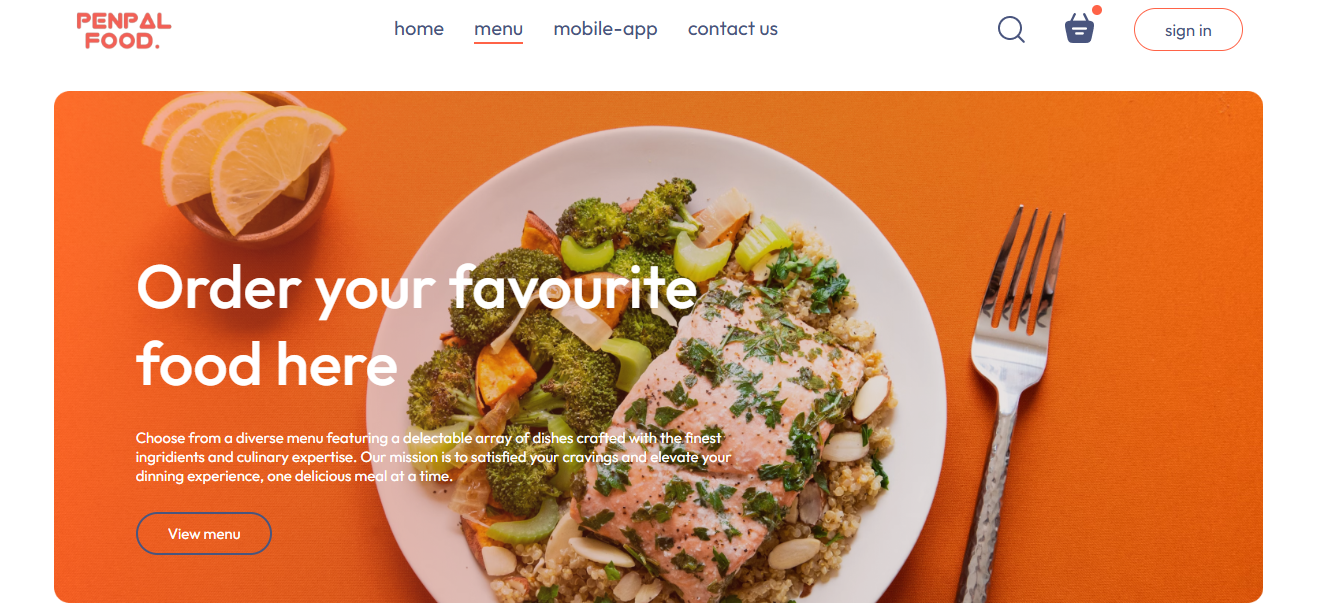 PENPAL
FOOD.
home menu mobile-app contact us
sign in
Order your favourite
food here
Choose from a diverse menu featuring a delectable array of dishes crafted with the finest
ingridients and culinary expertise. Our mission is to satisfied your cravings and elevate your
dinning experience, one delicious meal at a time.
View menu